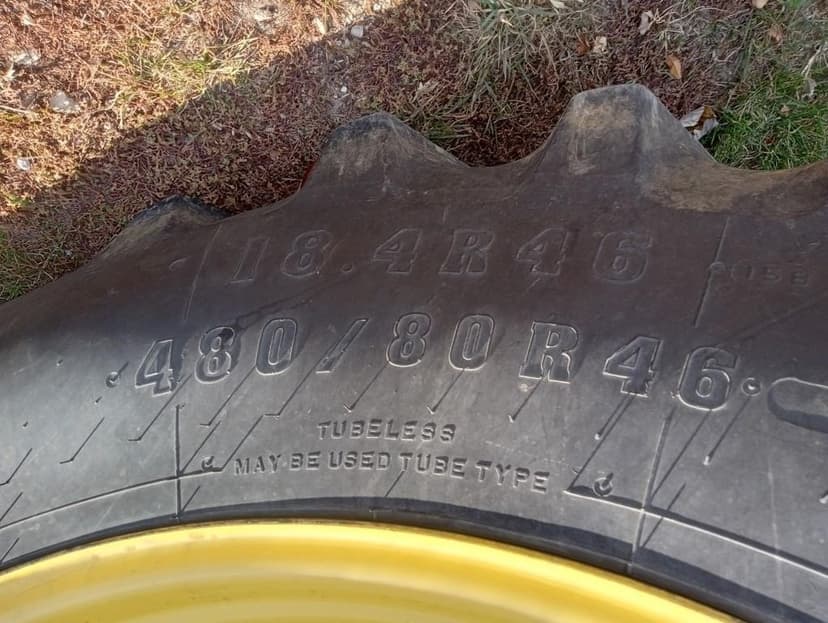 18.4R46
480/80R46
TUBELESS
MAY BE USED TUBE TYPE